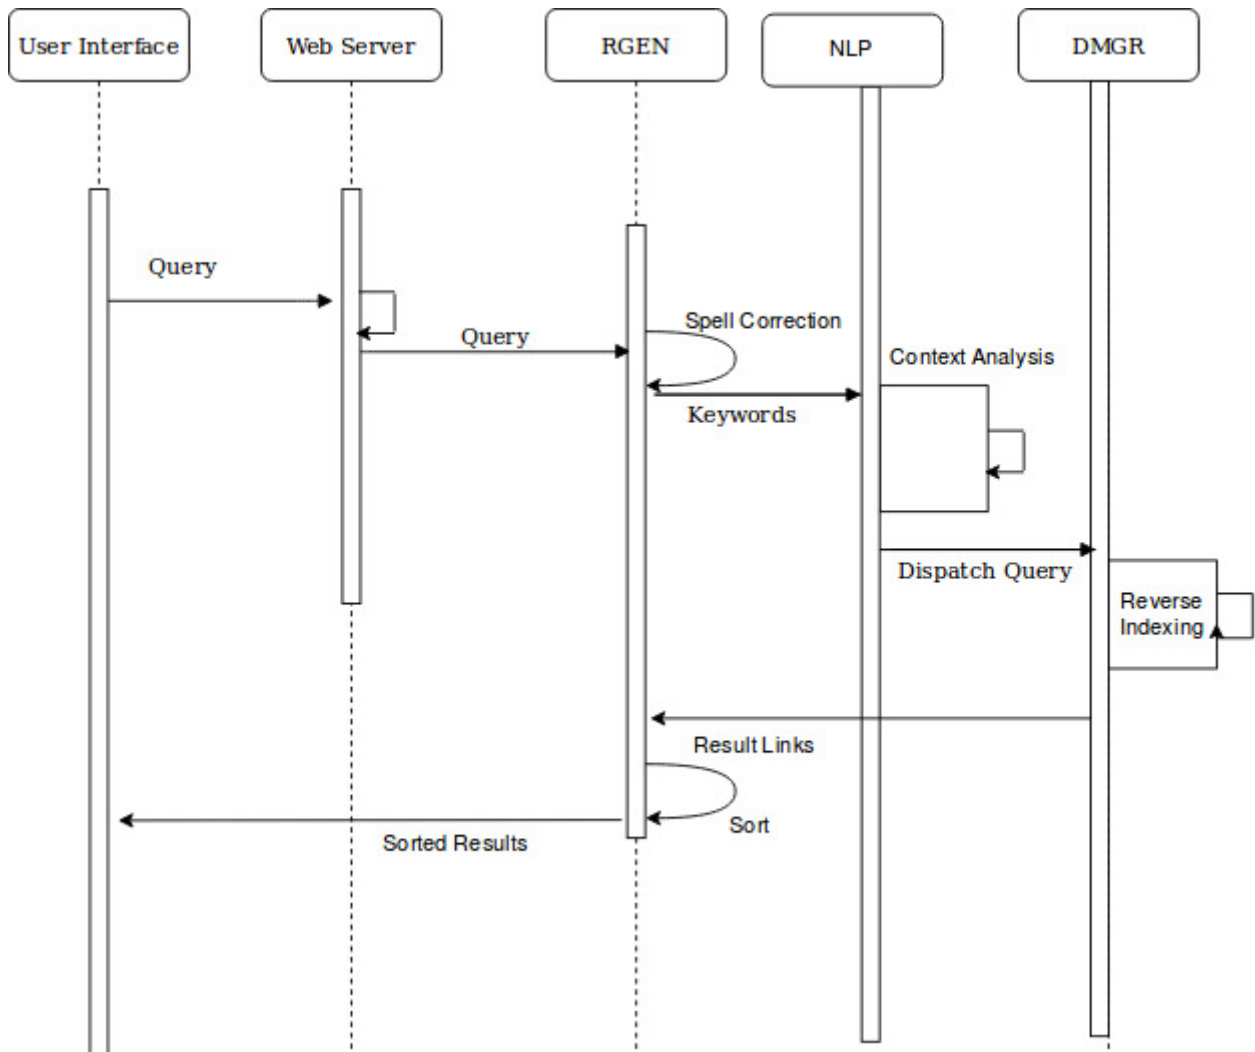 User Interface
Web Server
RGEN
NLP
DMGR
Query
Query
Spell Correction
Context Analysis
Keywords
Dispatch Query
Reverse
Indexing
Result Links
Sort
Sorted Results